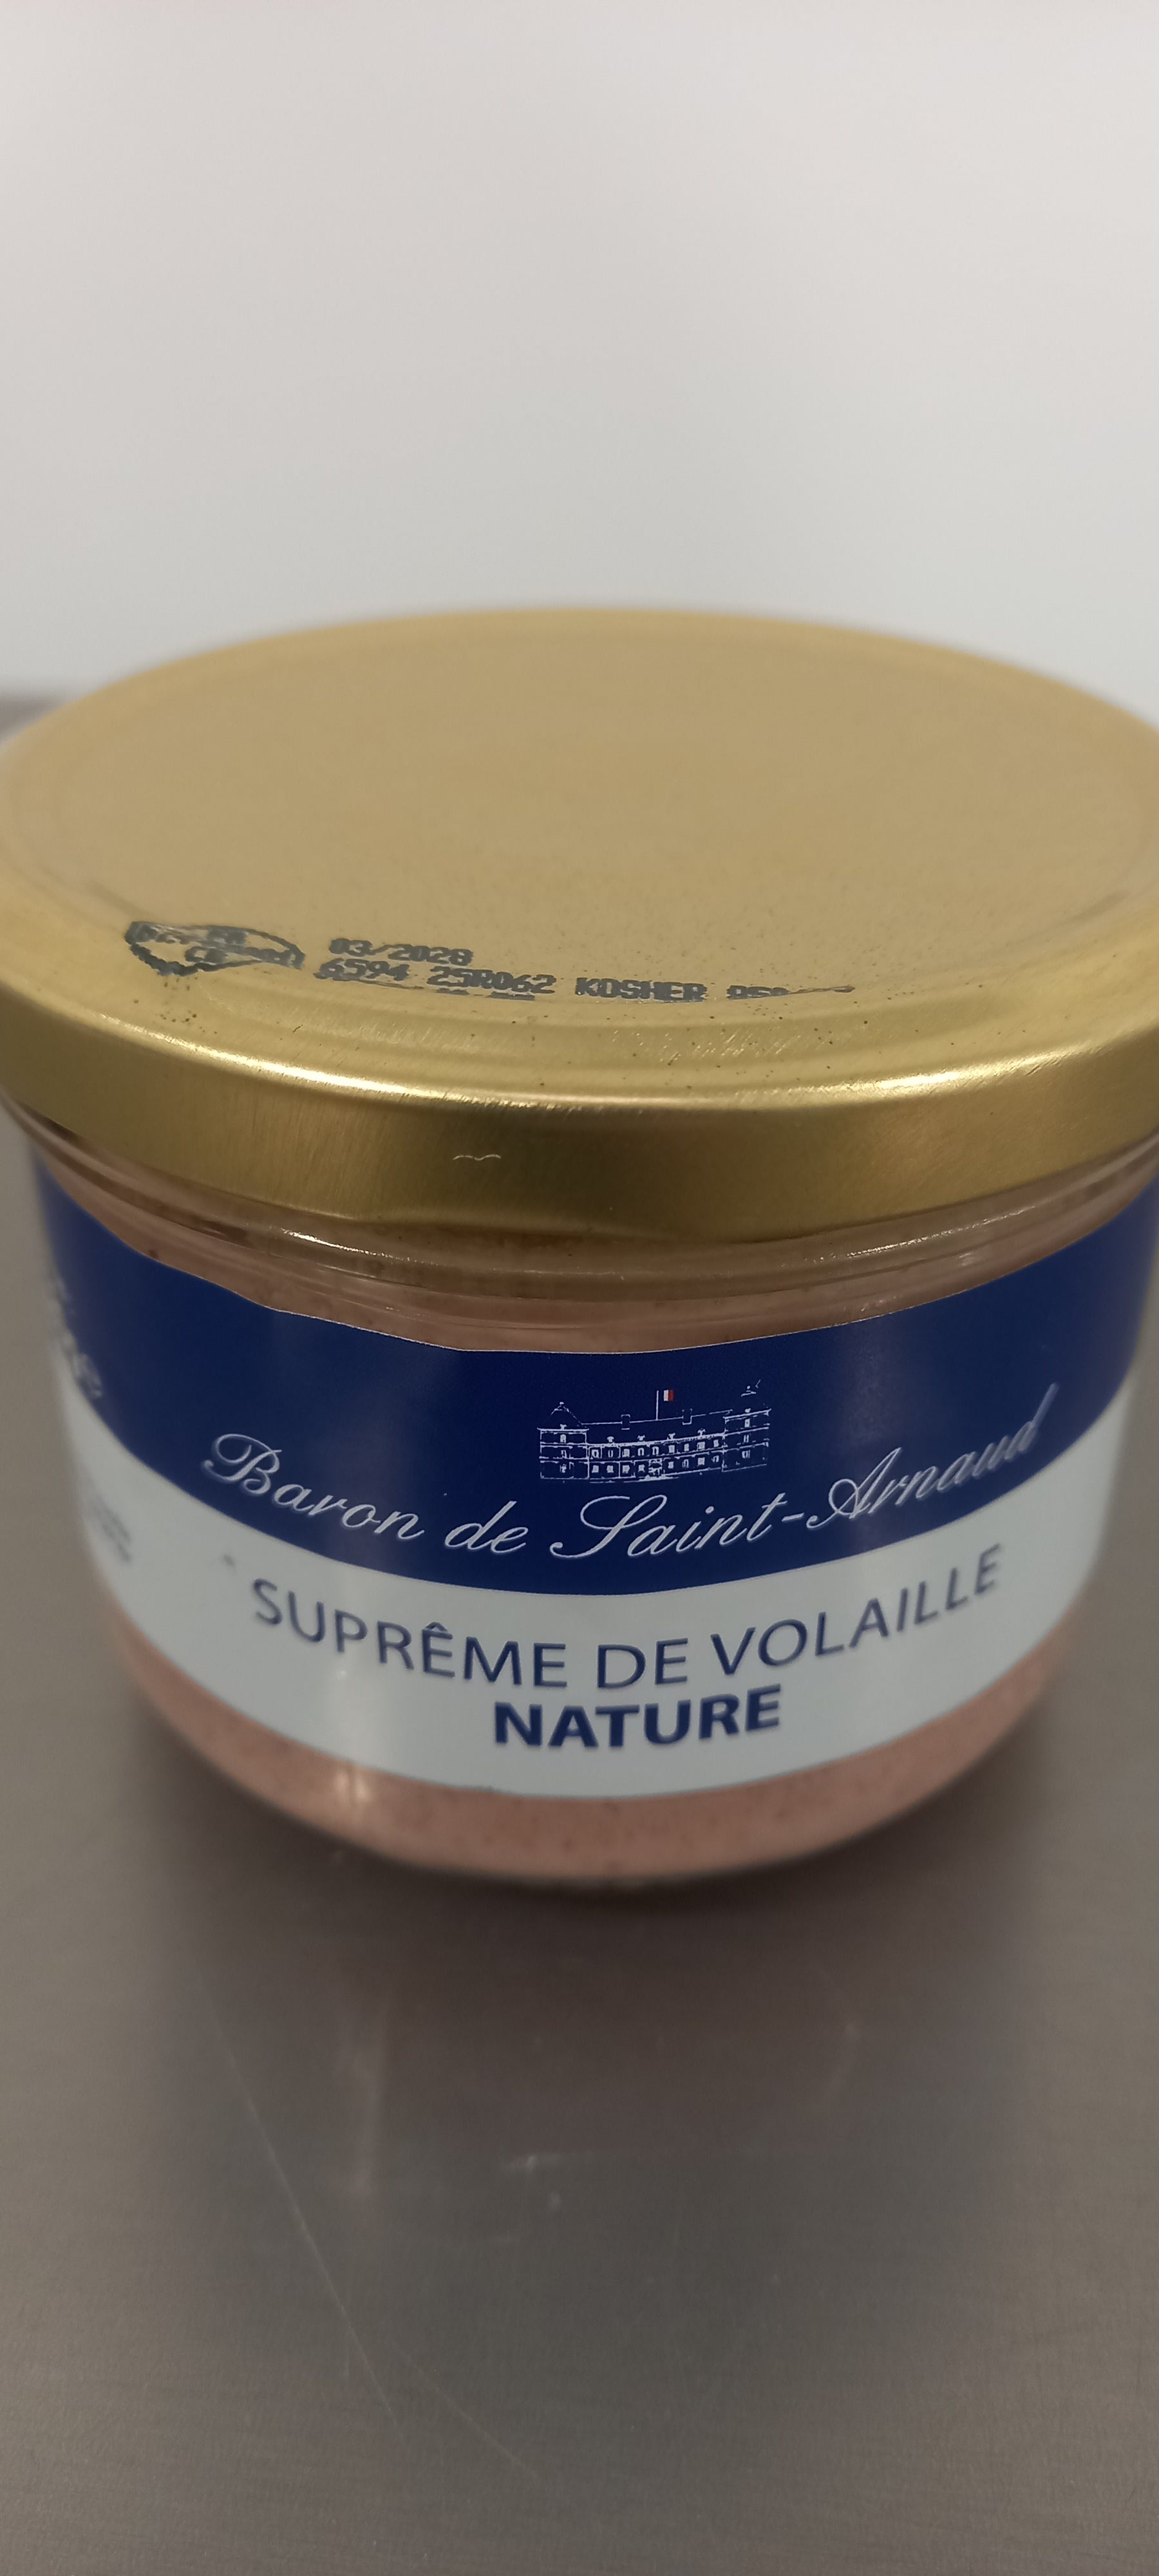 03/2028
6594 25R062 KOSHER
Baron de Saint-Arnaud
SUPRÊME DE VOLAILLE
NATURE